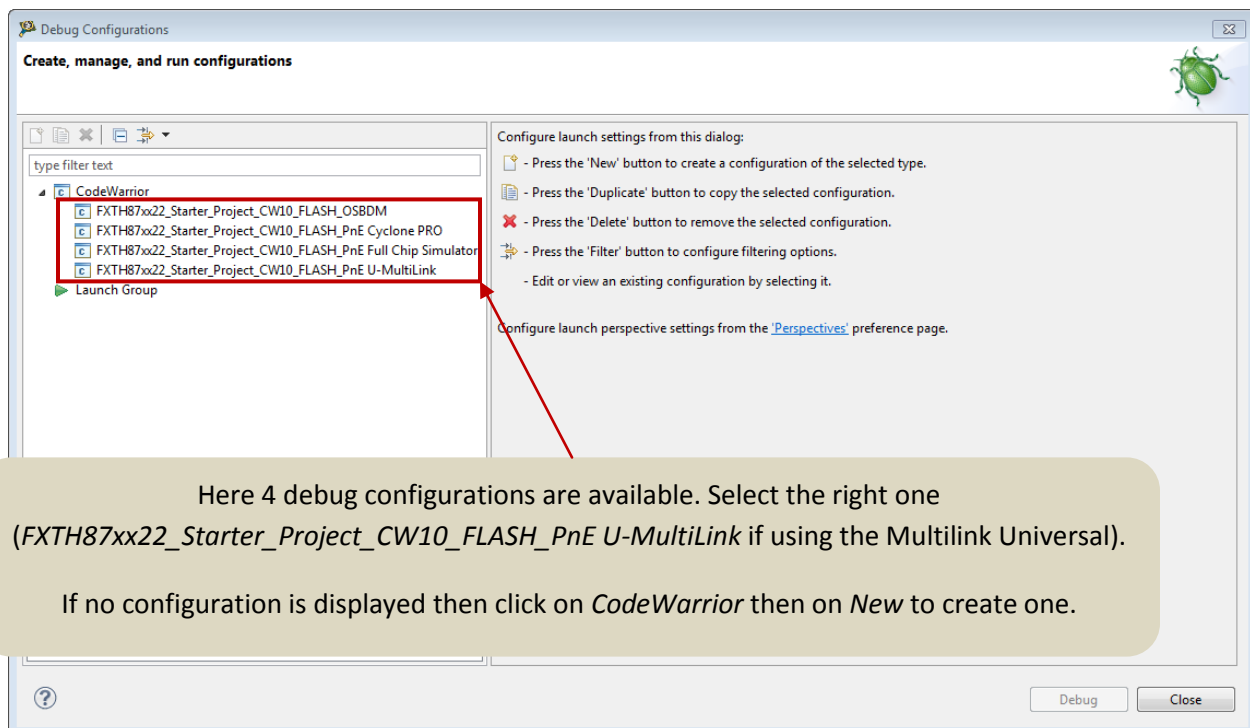 Debug Configurations
Create, manage, and run configurations
type filter text
CodeWarrior
FXTH87xx22_Starter_Project_CW10_FLASH_OSBDM
FXTH87xx22_Starter_Project_CW10_FLASH_PnE Cyclone PRO
FXTH87xx22_Starter_Project_CW10_FLASH_PnE Full Chip Simulator
FXTH87xx22_Starter_Project_CW10_FLASH_PnE U-MultiLink
Launch Group
Configure launch settings from this dialog:
- Press the 'New' button to create a configuration of the selected type.
- Press the 'Duplicate' button to copy the selected configuration.
- Press the 'Delete' button to remove the selected configuration.
- Press the 'Filter' button to configure filtering options.
- Edit or view an existing configuration by selecting it.
Configure launch perspective settings from the 'Perspectives' preference page.
Here 4 debug configurations are available. Select the right one
(FXTH87xx22_Starter_Project_CW10_FLASH_PnE U-MultiLink if using the Multilink Universal).
If no configuration is displayed then click on CodeWarrior then on New to create one.
Debug
Close